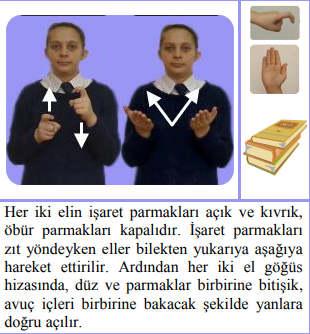 Her iki elin işaret parmakları açık ve kıvrık,
öbür parmakları kapalıdır. İşaret parmakları
zıt yöndeyken eller bilekten yukarıya aşağıya
hareket ettirilir. Ardından her iki el göğüs
hizasında, düz ve parmaklar birbirine bitişik,
avuç içleri birbirine bakacak şekilde yanlara
doğru açılır.